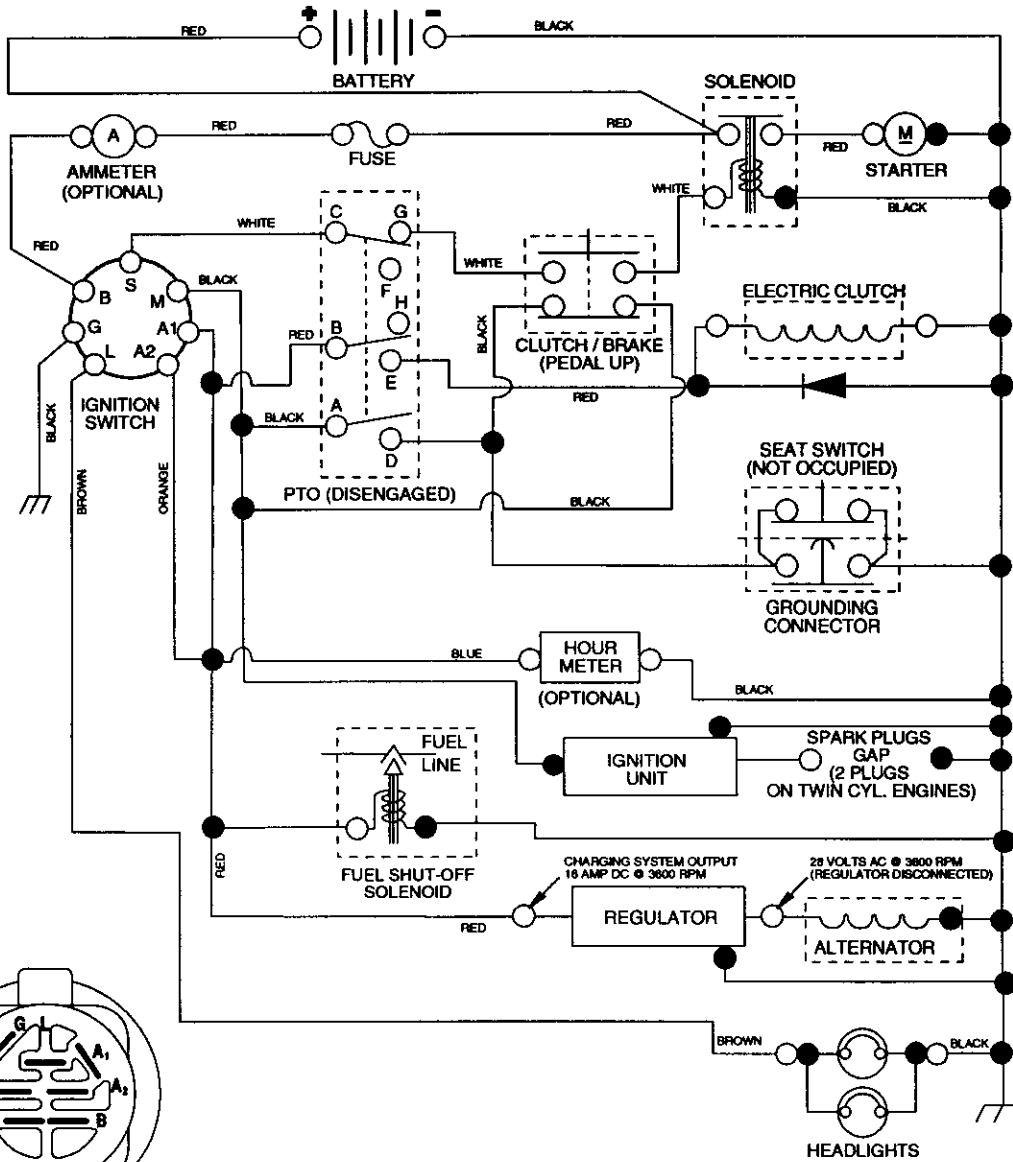 +
-
RED
BLACK
BATTERY
SOLENOID
A
RED
RED
RED
M
AMMETER
(OPTIONAL)
FUSE
STARTER
WHITE
BLACK
C
G
WHITE
WHITE
RED
BLACK
S
B
M
F
H
ELECTRIC CLUTCH
G
A1
RED
B
BLACK
L
A2
E
CLUTCH / BRAKE
(PEDAL UP)
RED
IGNITION
SWITCH
BLACK
A
D
BLACK
BROWN
ORANGE
SEAT SWITCH
(NOT OCCUPIED)
PTO (DISENGAGED)
BLACK
GROUNDING
CONNECTOR
BLUE
HOUR
METER
(OPTIONAL)
BLACK
FUEL
LINE
IGNITION
UNIT
SPARK PLUGS
GAP
(2 PLUGS
ON TWIN CYL. ENGINES)
RED
FUEL SHUT-OFF
SOLENOID
CHARGING SYSTEM OUTPUT
16 AMP DC @ 3600 RPM
28 VOLTS AC @ 3600 RPM
(REGULATOR DISCONNECTED)
RED
REGULATOR
ALTERNATOR
G
L
A1
A2
B
BROWN
BLACK
HEADLIGHTS